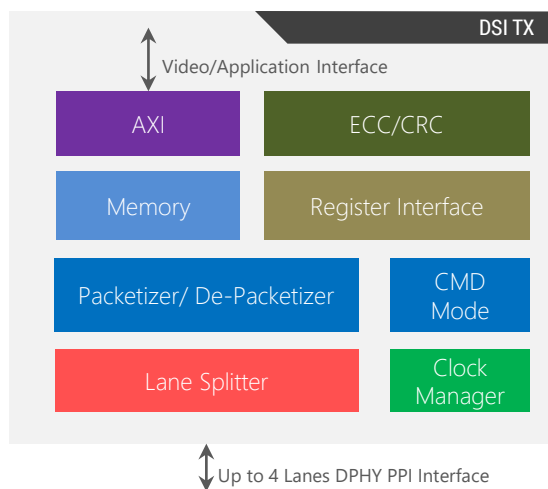 DSI TX
Video/Application Interface
AXI
ECC/CRC
Memory
Register Interface
Packetizer/ De-Packetizer
CMD
Mode
Lane Splitter
Clock
Manager
Up to 4 Lanes DPHY PPI Interface